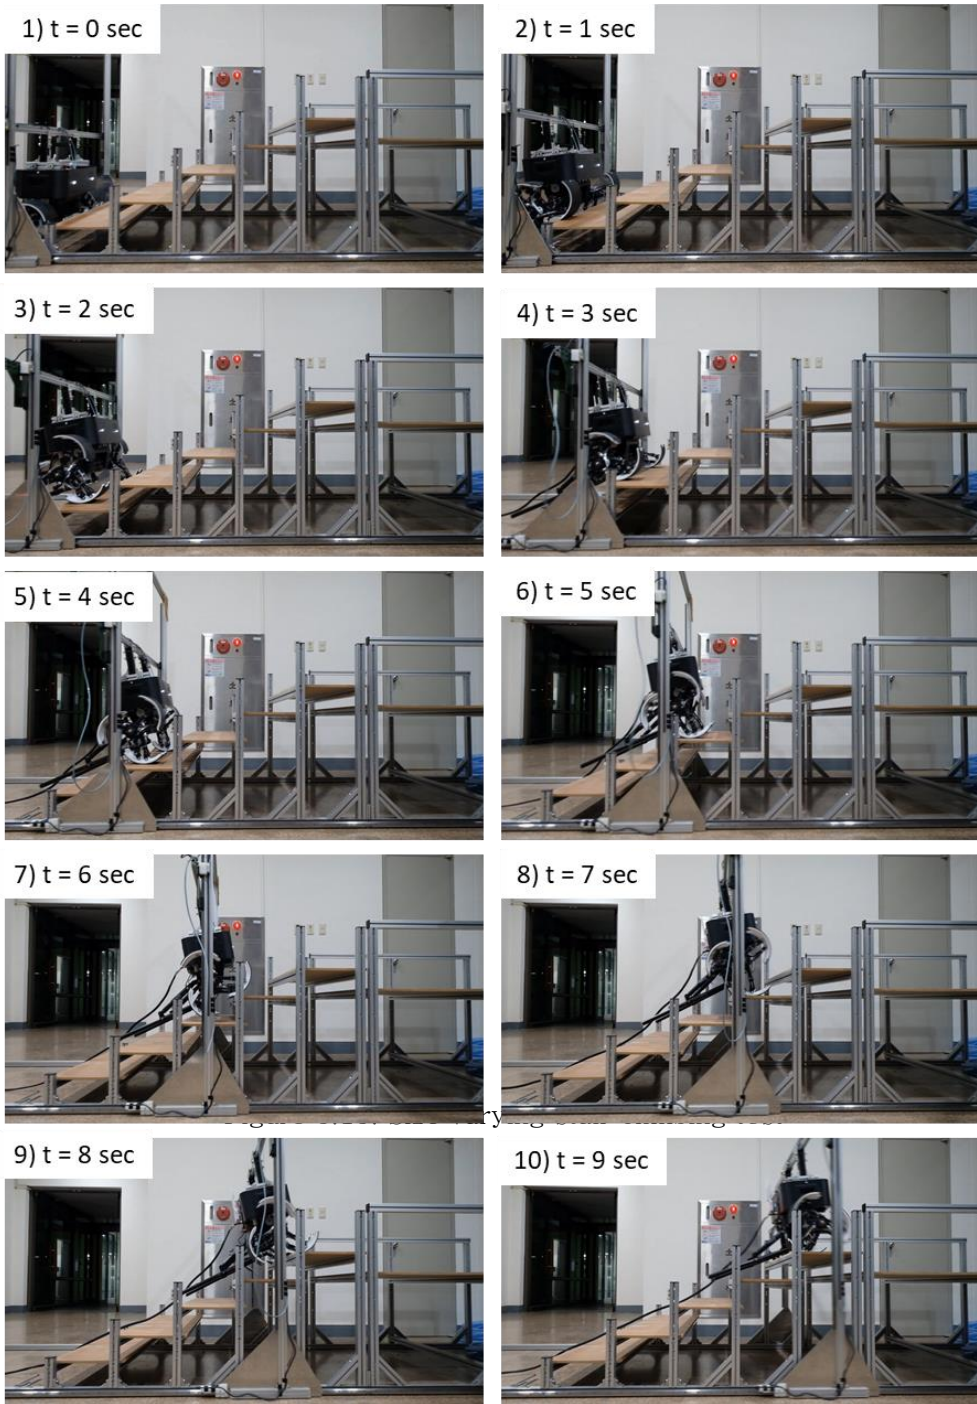 1) t = 0 sec
2) t = 1 sec
3) t = 2 sec
4) t = 3 sec
5) t = 4 sec
6) t = 5 sec
7) t = 6 sec
8) t = 7 sec
9) t = 8 sec
10) t = 9 sec